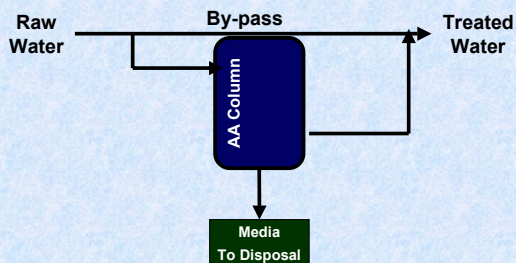 Raw
Water
By-pass
Treated
Water
AA Column
Media
To Disposal